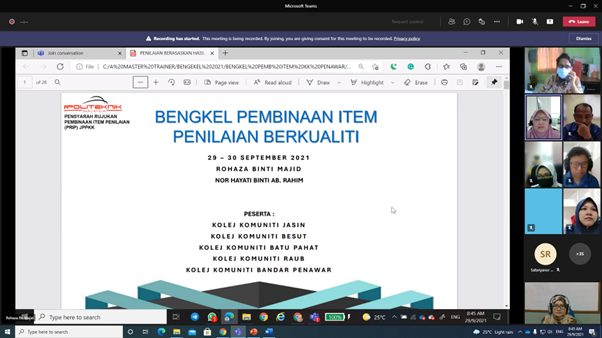 Microsoft Teams
Request control
Leave
Recording has started. This meeting is being recorded. By joining, you are giving consent for this meeting to be recorded. Privacy policy
Dismiss
Join conversation
PENILAIAN BERASASKAN HASIL
File
C:/A%20MASTER%20TRAINER/BENGEKEL%202021/BENGKEL%20PEMB%20ITEM%20KK%20PENAWAR/
1
of 28
Page view
Read aloud
Draw
Highlight
Erase
POLITEKNIK
PENSYARAH RUJUKAN
PEMBINAAN ITEM PENILAIAN
(PRIP) JPPKK
BENGKEL PEMBINAAN ITEM
PENILAIAN BERKUALITI
29 – 30 SEPTEMBER 2021
ROHAZA BINTI MAJID
NOR HAYATI BINTI AB. RAHIM
PESERTA :
KOLEJ KOMUNITI JASIN
KOLEJ KOMUNITI BESUT
KOLEJ KOMUNITI BATU PAHAT
KOLEJ KOMUNITI RAUB
KOLEJ KOMUNITI BANDAR PENAWAR
SR
+35
Type here to search
100%
25°C
ENG
8:45 AM
29/9/2021
Type here to search
25°C Light rain
ENG
8:45 AM
29/9/2021